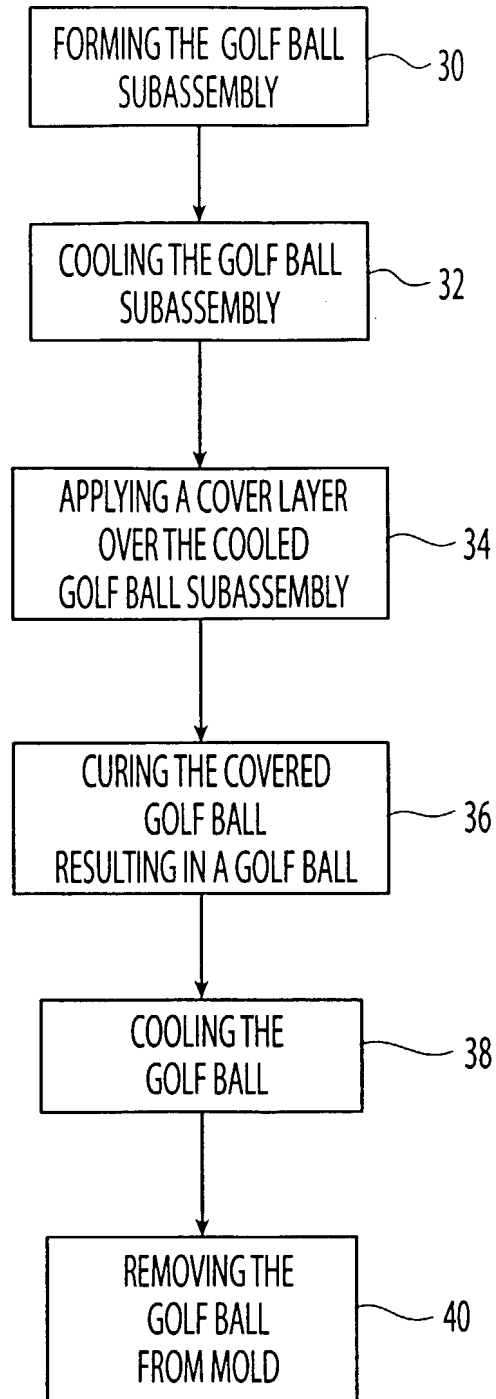 FORMING THE GOLF BALL
SUBASSEMBLY
30
COOLING THE GOLF BALL
SUBASSEMBLY
32
APPLYING A COVER LAYER
OVER THE COOLED
GOLF BALL SUBASSEMBLY
34
CURING THE COVERED
GOLF BALL
RESULTING IN A GOLF BALL
36
COOLING THE
GOLF BALL
38
REMOVING THE
GOLF BALL
FROM MOLD
40